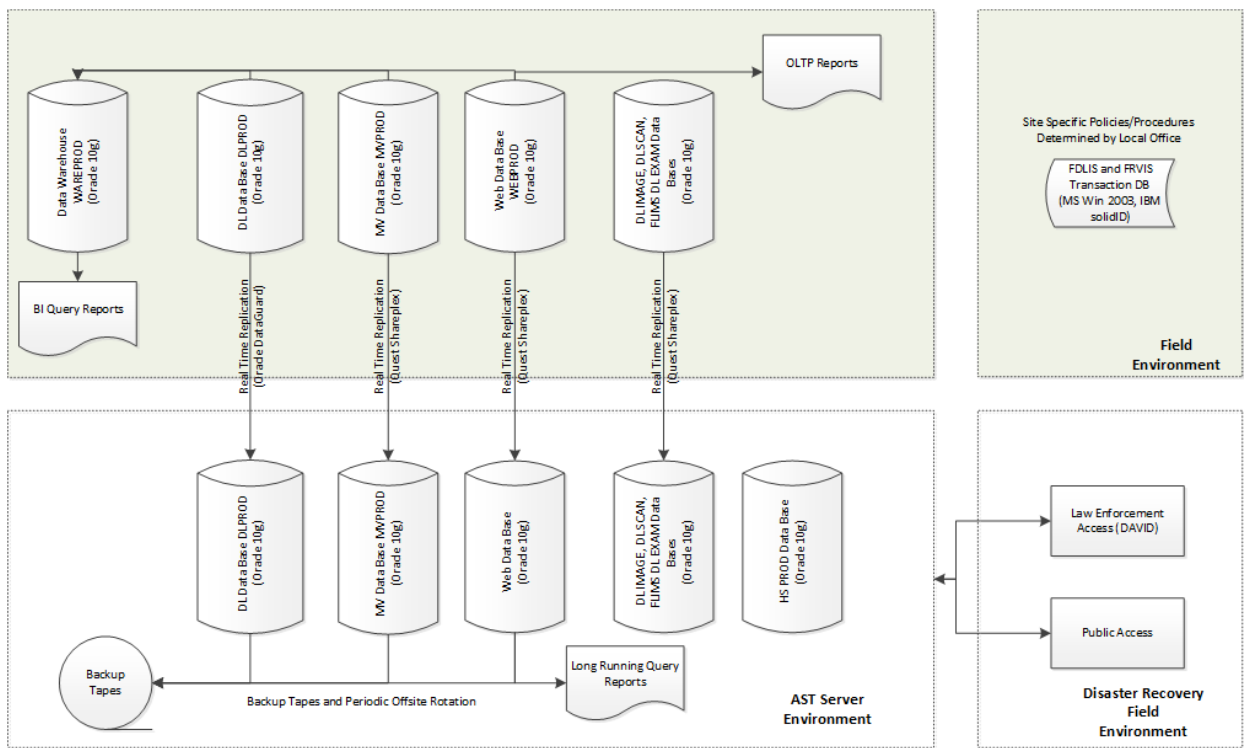 OLTP Reports
Data Warehouse
WAREPROD
(Oracle 10g)
DL Data Base DLPROD
(Oracle 10g)
MV Data Base MVPROD
(Oracle 10g)
Web Data Base
WEBPROD
(Oracle 10g)
DLIMAGE, DLSCAN,
FLIMS DL EXAM Data
Bases
(Oracle 10g)
BI Query Reports
Real Time Replication
(Oracle DataGuard)
Real Time Replication
(Quest Shareplex)
Real Time Replication
(Quest Shareplex)
Real Time Replication
(Quest Shareplex)
Site Specific Policies/Procedures
Determined by Local Office
FDLIS and FRVIS
Transaction DB
(MS Win 2003, IBM
solidID)
Field
Environment
DL Data Base DLPROD
(Oracle 10g)
MV Data Base MVPROD
(Oracle 10g)
Web Data Base
(Oracle 10g)
DLIMAGE, DLSCAN,
FLIMS DL EXAM Data
Bases
(Oracle 10g)
HS PROD Data Base
(Oracle 10g)
Backup
Tapes
Backup Tapes and Periodic Offsite Rotation
Long Running Query
Reports
AST Server
Environment
Law Enforcement
Access (DAVID)
Public Access
Disaster Recovery
Field
Environment